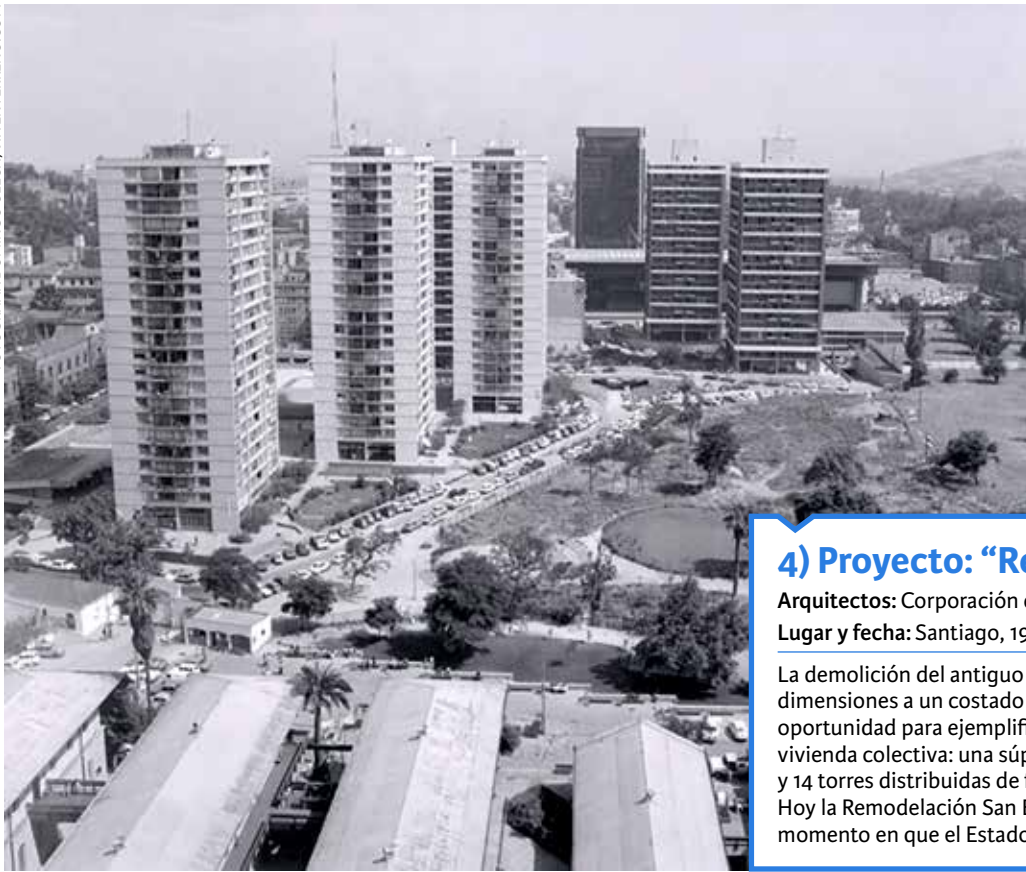 4) Proyecto: “Re
Arquitectos: Corporación
Lugar y fecha: Santiago, 19
La demolición del antiguo
dimensiones a un costado
oportunidad para ejemplifi
vivienda colectiva: una súp
y 14 torres distribuidas de
Hoy la Remodelación San
momento en que el Estado